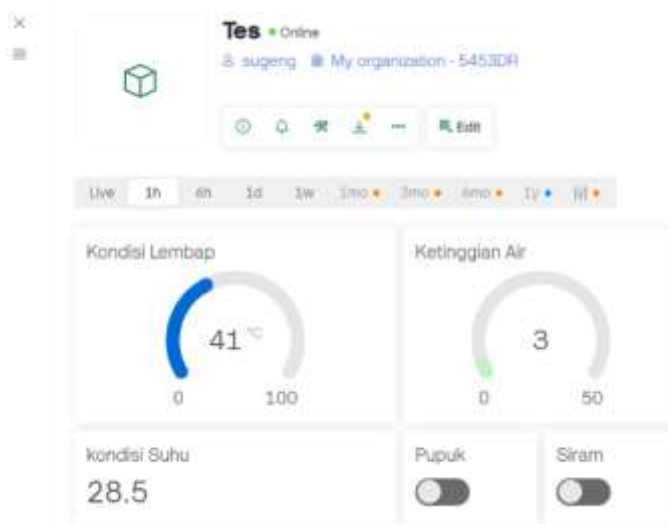 Tes Online
sugeng My organization - 5453DR
Edit
Live 1h 6h 1d 1w 1mo 3mo 6mo 1y
Kondisi Lembap
41 °C
0 100
Ketinggian Air
3
0 50
kondisi Suhu
28.5
Pupuk
Siram